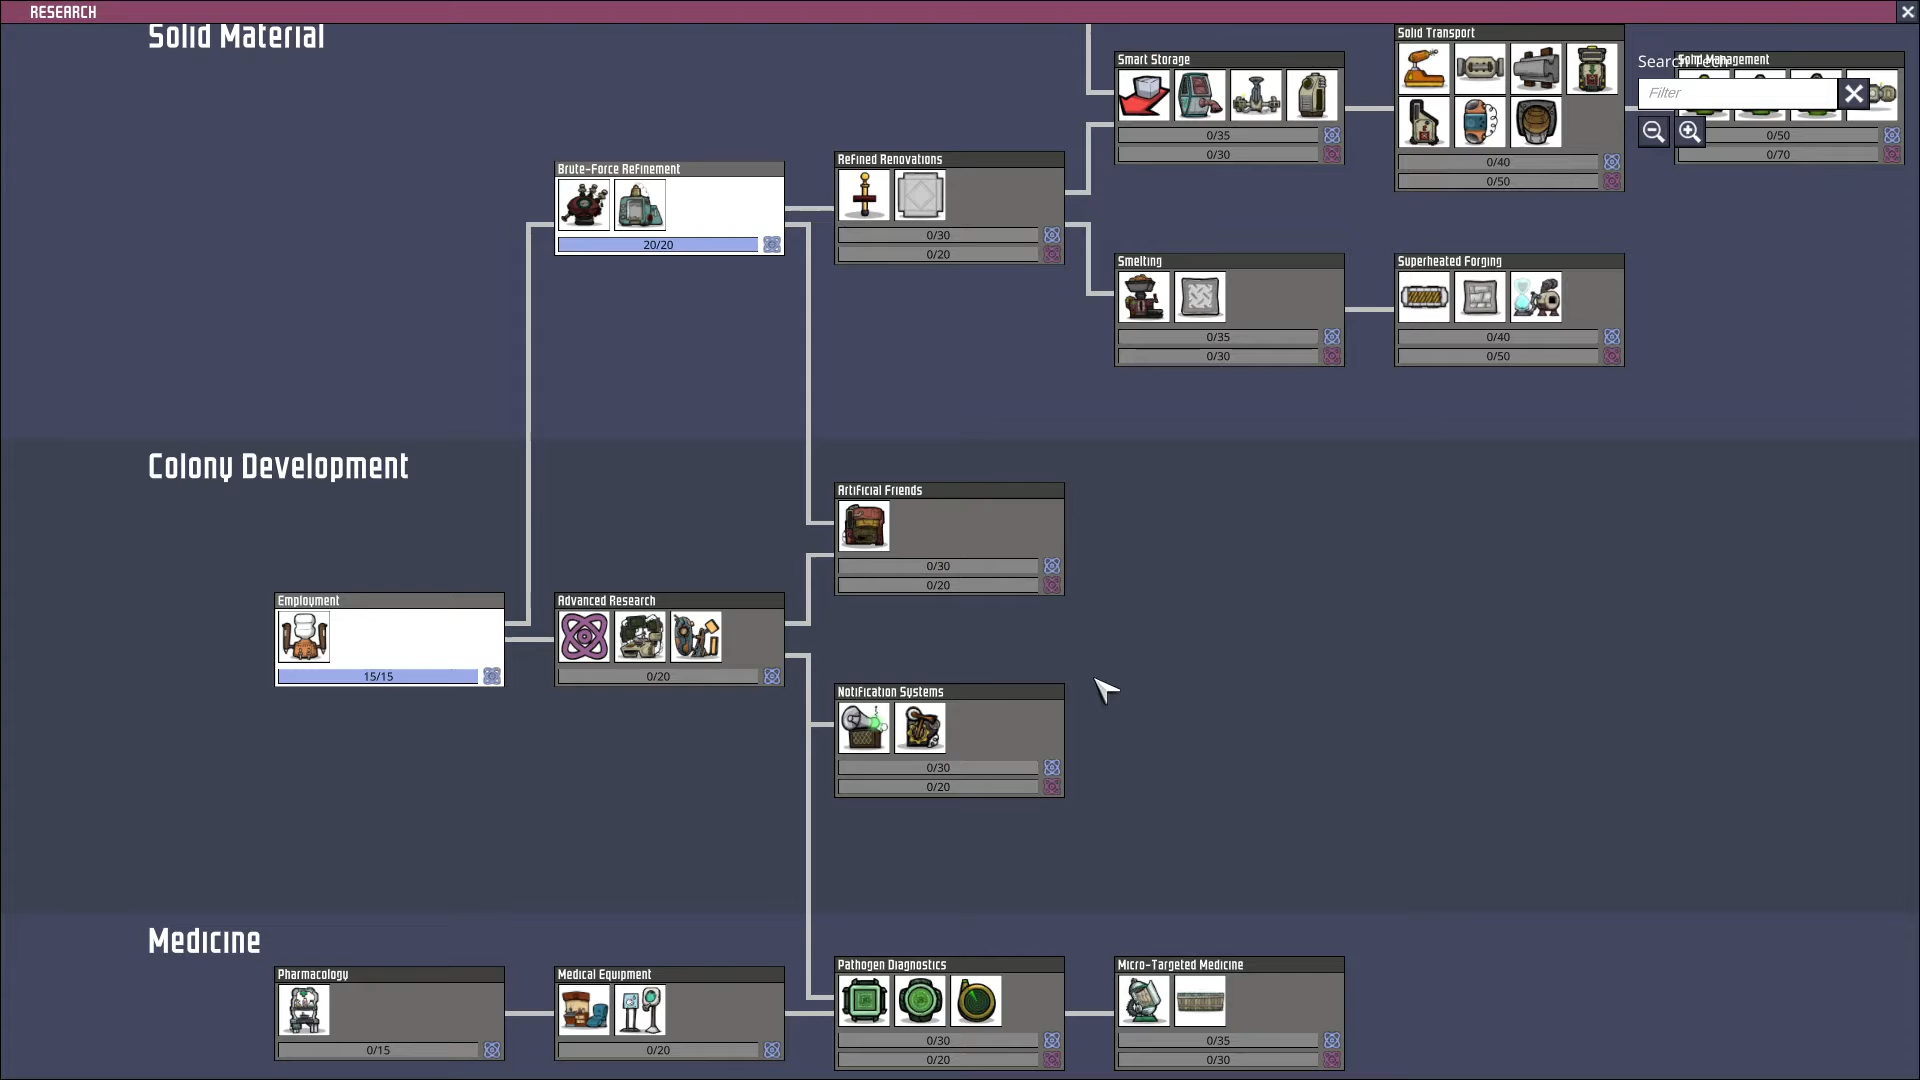 RESEARCH
Solid Material
Smart Storage
0/35
0/30
Solid Transport
0/40
0/50
Solid Management
0/50
0/70
Search Tech
Filter
Brute-Force Refinement
20/20
Refined Renovations
0/30
0/20
Smelting
0/35
0/30
Superheated Forging
0/40
0/50
Colony Development
Artificial Friends
0/30
0/20
Employment
15/15
Advanced Research
0/20
Notification Systems
0/30
0/20
Medicine
Pharmacology
0/15
Medical Equipment
0/20
Pathogen Diagnostics
0/30
0/20
Micro-Targeted Medicine
0/35
0/30